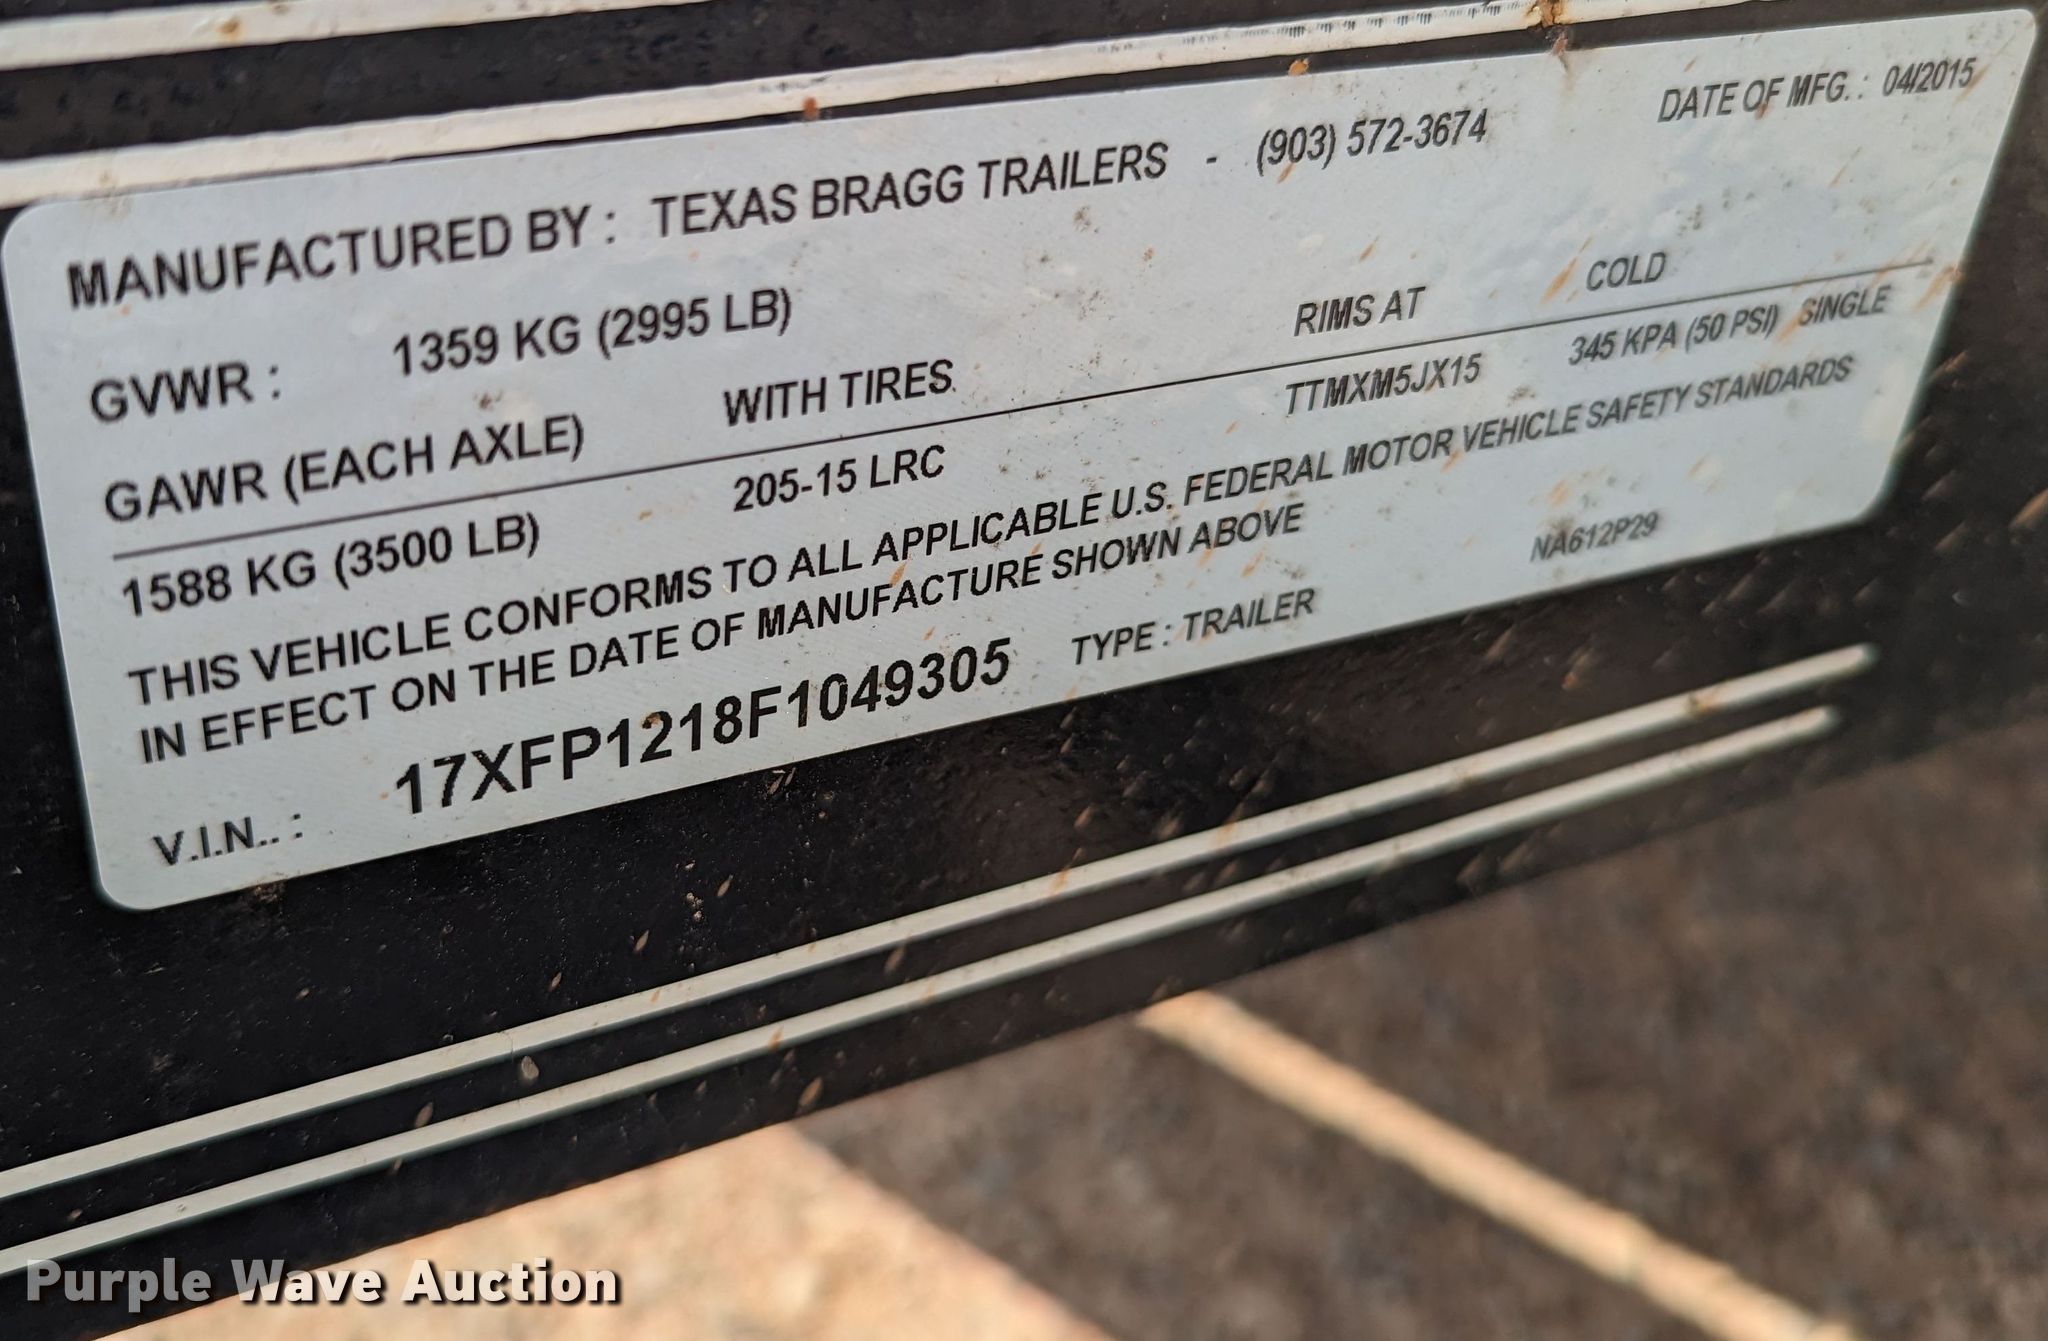 MANUFACTURED BY : TEXAS BRAGG TRAILERS - (903) 572-3674 DATE OF MFG. : 04/2015
GVWR : 1359 KG (2995 LB)
GAWR (EACH AXLE) WITH TIRES RIMS AT COLD
1588 KG (3500 LB) 205-15 LRC TTMXM5JX15 345 KPA (50 PSI) SINGLE
THIS VEHICLE CONFORMS TO ALL APPLICABLE U.S. FEDERAL MOTOR VEHICLE SAFETY STANDARDS
IN EFFECT ON THE DATE OF MANUFACTURE SHOWN ABOVE NA612P29
V.I.N.. : 17XFP1218F1049305 TYPE : TRAILER
Purple Wave Auction